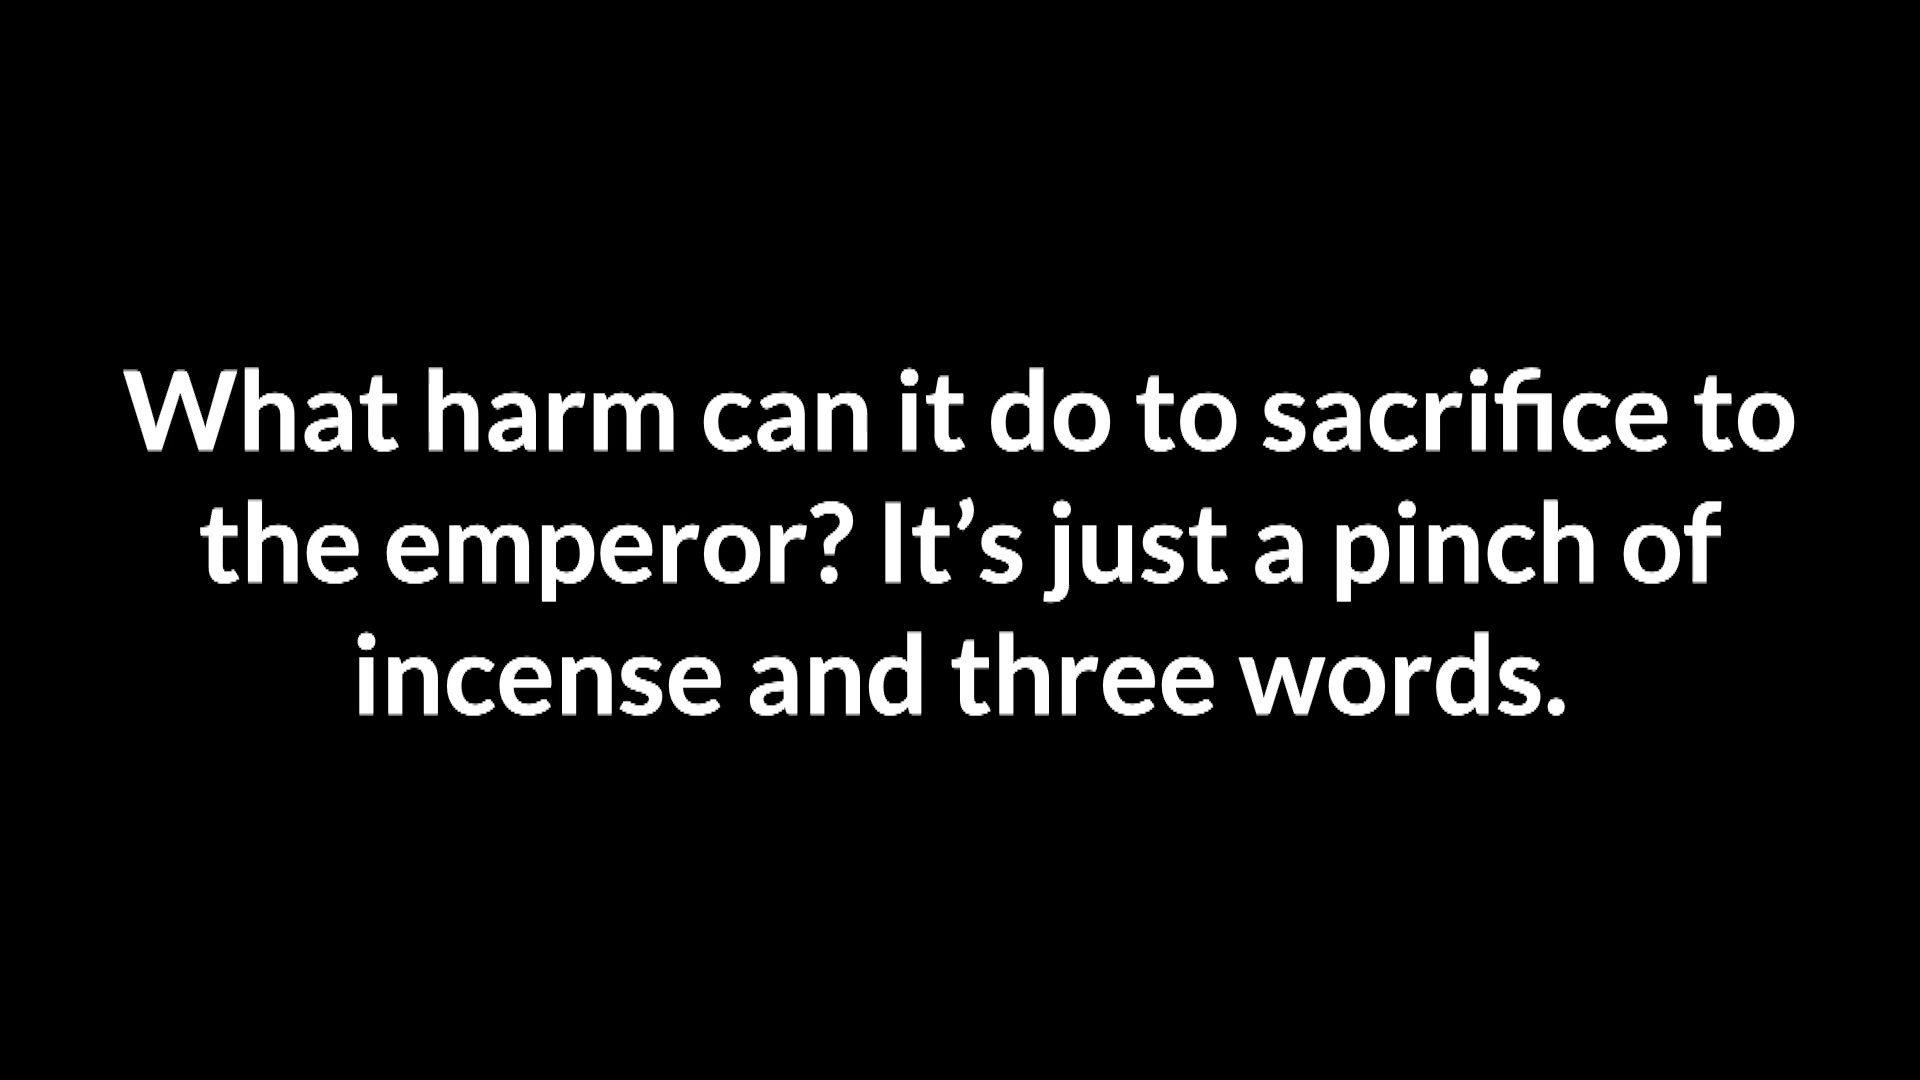 What harm can it do to sacrifice to
the emperor? It’s just a pinch of
incense and three words.